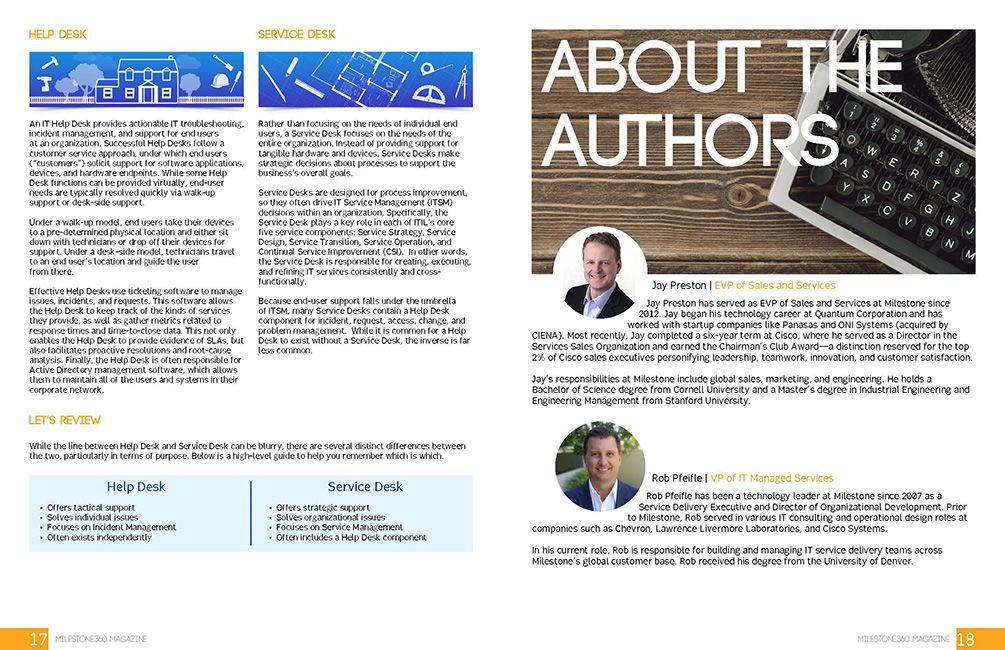 HELP DESK
An IT Help Desk provides actionable IT troubleshooting,
incident management, and support for end users
at an organization. Successful Help Desks follow a
customer service approach, under which end users
("customers") solicit support for software applications,
devices, and hardware endpoints. While some Help
Desk functions can be provided virtually, end-user
needs are typically resolved quickly via walk-up
support or desk-side support.
Under a walk-up model, end users take their devices
to a pre-determined physical location and either sit
down with technicians or drop off their devices for
support. Under a desk-side model, technicians travel
to an end user's location and guide the user
from there.
Effective Help Desks use ticketing software to manage
issues, incidents, and requests. This software allows
the Help Desk to keep track of the kinds of services
they provide, as well as gather metrics related to
response times and time-to-close data. This not only
enables the Help Desk to provide evidence of SLAs, but
also facilitates proactive resolutions and root-cause
analysis. Finally, the Help Desk is often responsible for
Active Directory management software, which allows
them to maintain all of the users and systems in their
corporate network.
SERVICE DESK
Rather than focusing on the needs of individual end
users, a Service Desk focuses on the needs of the
entire organization. Instead of providing support for
tangible hardware and devices, Service Desks make
strategic decisions about processes to support the
business's overall goals.
Service Desks are designed for process improvement,
so they often drive IT Service Management (ITSM)
decisions within an organization. Specifically, the
Service Desk plays a key role in each of ITIL's core
five service components: Service Strategy, Service
Design, Service Transition, Service Operation, and
Continual Service Improvement (CSI). In other words,
the Service Desk is responsible for creating, executing,
and refining IT services consistently and cross-
functionally.
Because end-user support falls under the umbrella
of ITSM, many Service Desks contain a Help Desk
component for incident, request, access, change, and
problem management. While it is common for a Help
Desk to exist without a Service Desk, the inverse is far
less common.
LET'S REVIEW
While the line between Help Desk and Service Desk can be blurry, there are several distinct differences between
the two, particularly in terms of purpose. Below is a high-level guide to help you remember which is which.
Help Desk
• Offers tactical support
• Solves individual issues
• Focuses on Incident Management
• Often exists independently
Service Desk
• Offers strategic support
• Solves organizational issues
• Focuses on Service Management
• Often includes a Help Desk component
17 MILESTONE360 MAGAZINE
ABOUT THE
AUTHORS
Jay Preston | EVP of Sales and Services
Jay Preston has served as EVP of Sales and Services at Milestone since
2012. Jay began his technology career at Quantum Corporation and has
worked with startup companies like Panasas and ONI Systems (acquired by
CIENA). Most recently, Jay completed a six-year term at Cisco, where he served as a Director in the
Services Sales Organization and earned the Chairman's Club Award—a distinction reserved for the top
2% of Cisco sales executives personifying leadership, teamwork, innovation, and customer satisfaction.
Jay's responsibilities at Milestone include global sales, marketing, and engineering. He holds a
Bachelor of Science degree from Cornell University and a Master's degree in Industrial Engineering and
Engineering Management from Stanford University.
Rob Pfeifle | VP of IT Managed Services
Rob Pfeifle has been a technology leader at Milestone since 2007 as a
Service Delivery Executive and Director of Organizational Development. Prior
to Milestone, Rob served in various IT consulting and operational design roles at
companies such as Chevron, Lawrence Livermore Laboratories, and Cisco Systems.
In his current role, Rob is responsible for building and managing IT service delivery teams across
Milestone's global customer base. Rob received his degree from the University of Denver.
MILESTONE360 MAGAZINE 18